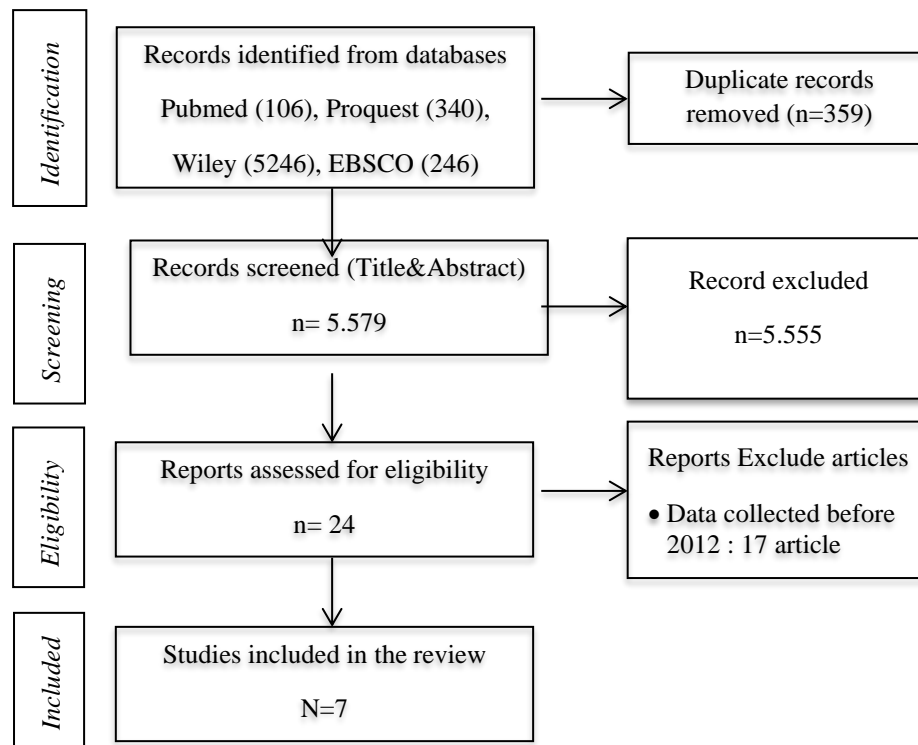 Identification
Records identified from databases
Pubmed (106), Proquest (340),
Wiley (5246), EBSCO (246)
Duplicate records
removed (n=359)
Screening
Records screened (Title&Abstract)
n= 5.579
Record excluded
n=5.555
Eligibility
Reports assessed for eligibility
n= 24
Reports Exclude articles
• Data collected before
2012 : 17 article
Included
Studies included in the review
N=7